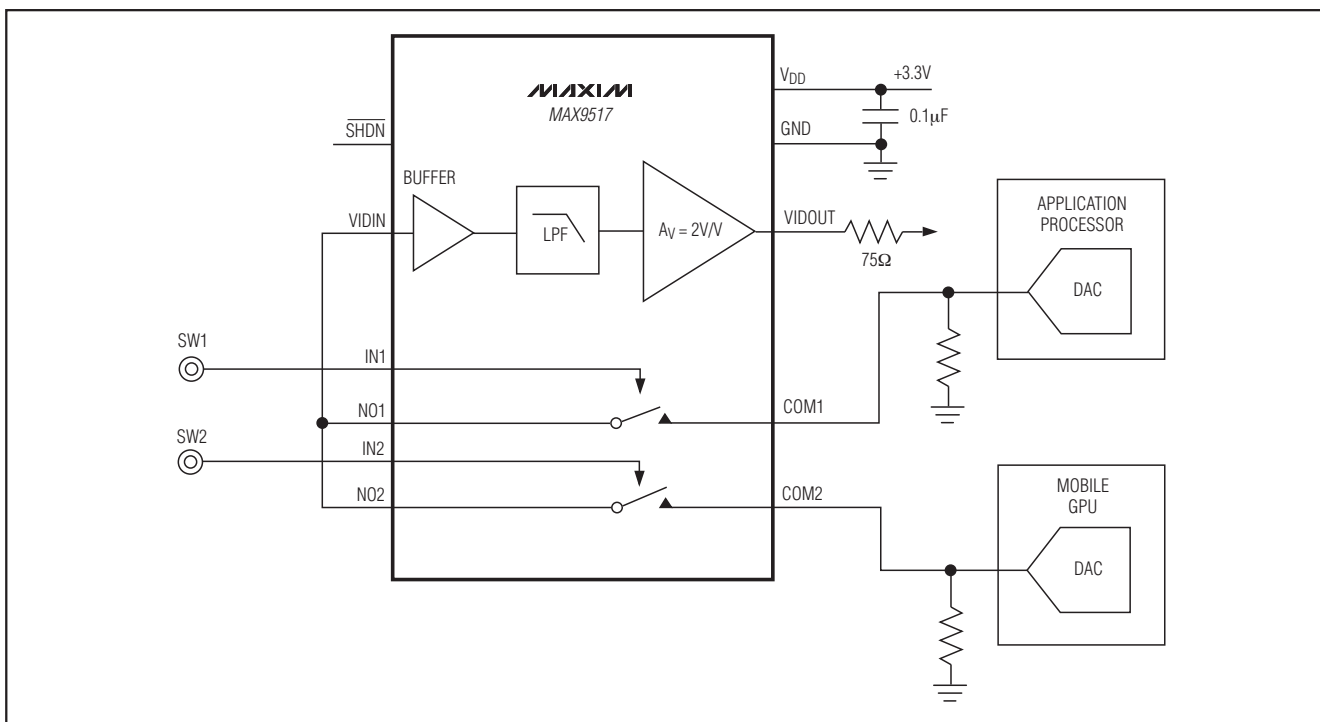 MAXIM
MAX9517
SHDN
VDD
+3.3V
0.1µF
GND
BUFFER
VIDIN
LPF
AV = 2V/V
VIDOUT
75Ω
APPLICATION
PROCESSOR
DAC
SW1
IN1
NO1
COM1
SW2
IN2
NO2
COM2
MOBILE
GPU
DAC